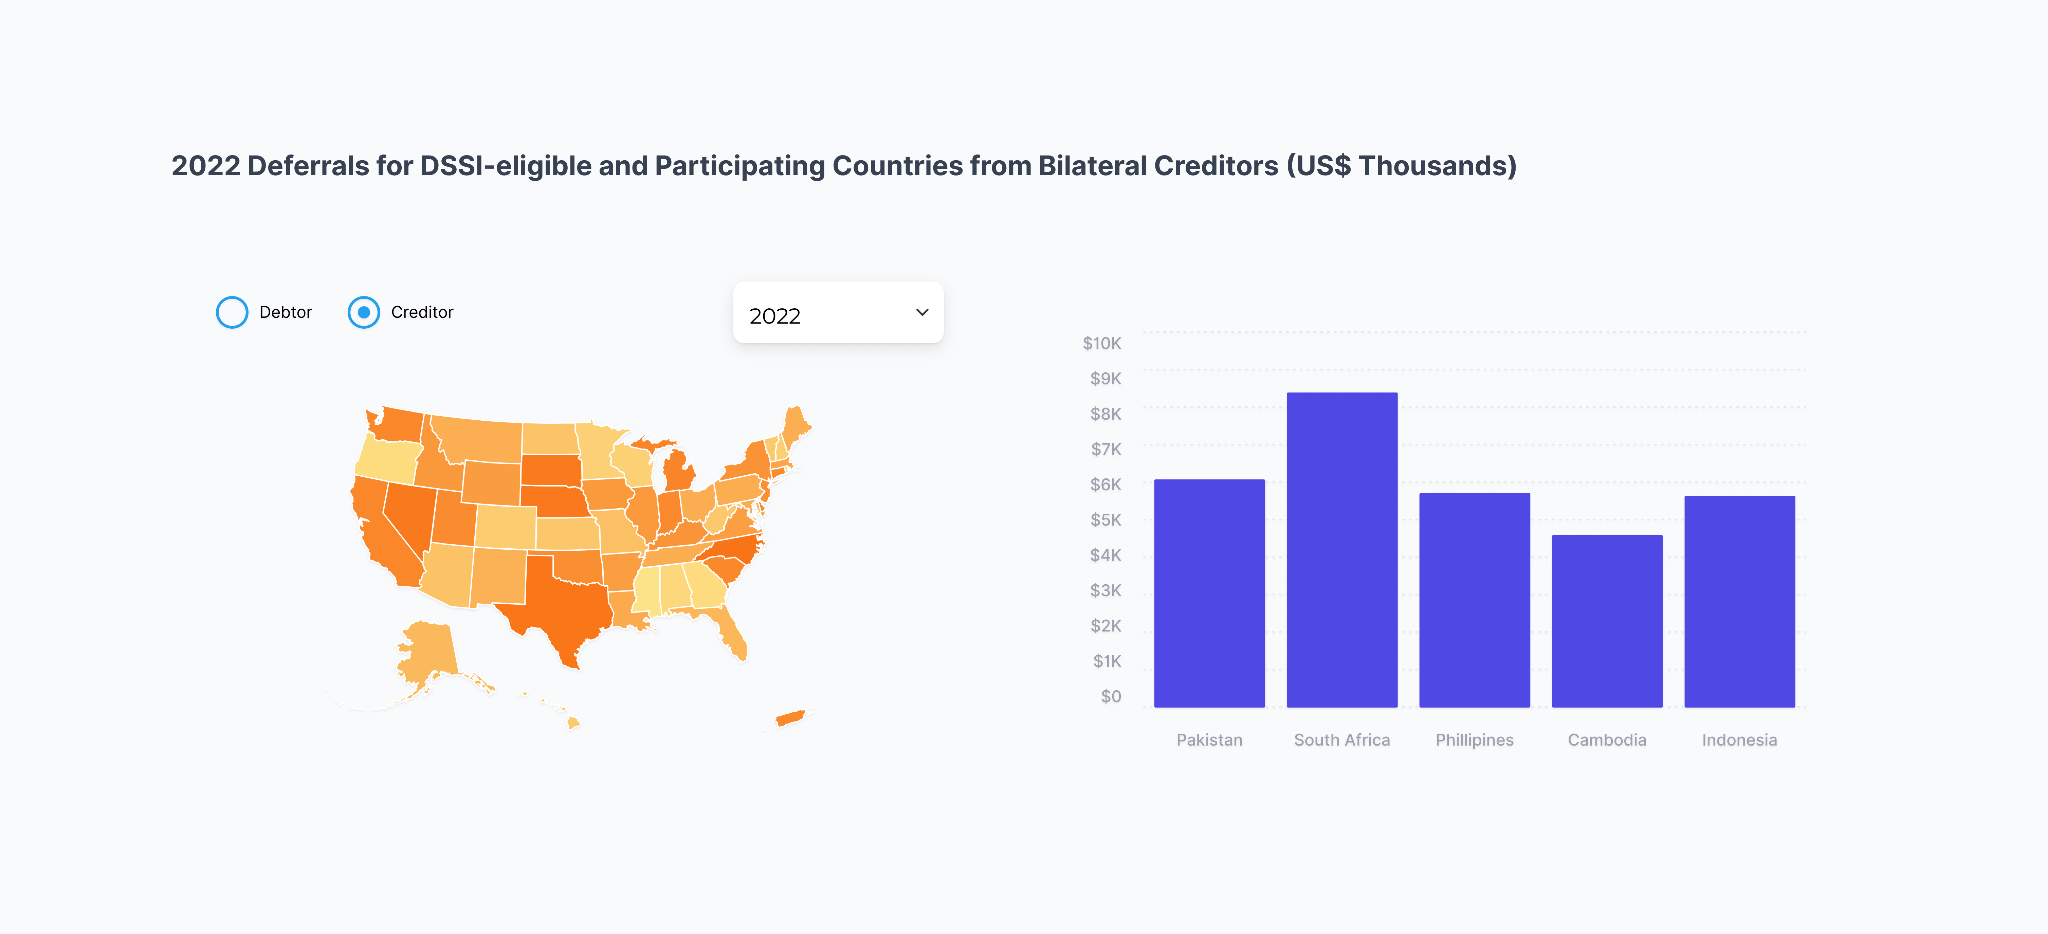 2022 Deferrals for DSSI-eligible and Participating Countries from Bilateral Creditors (US$ Thousands)
Debtor
Creditor
2022
$10K
$9K
$8K
$7K
$6K
$5K
$4K
$3K
$2K
$1K
$0
Pakistan
South Africa
Phillipines
Cambodia
Indonesia